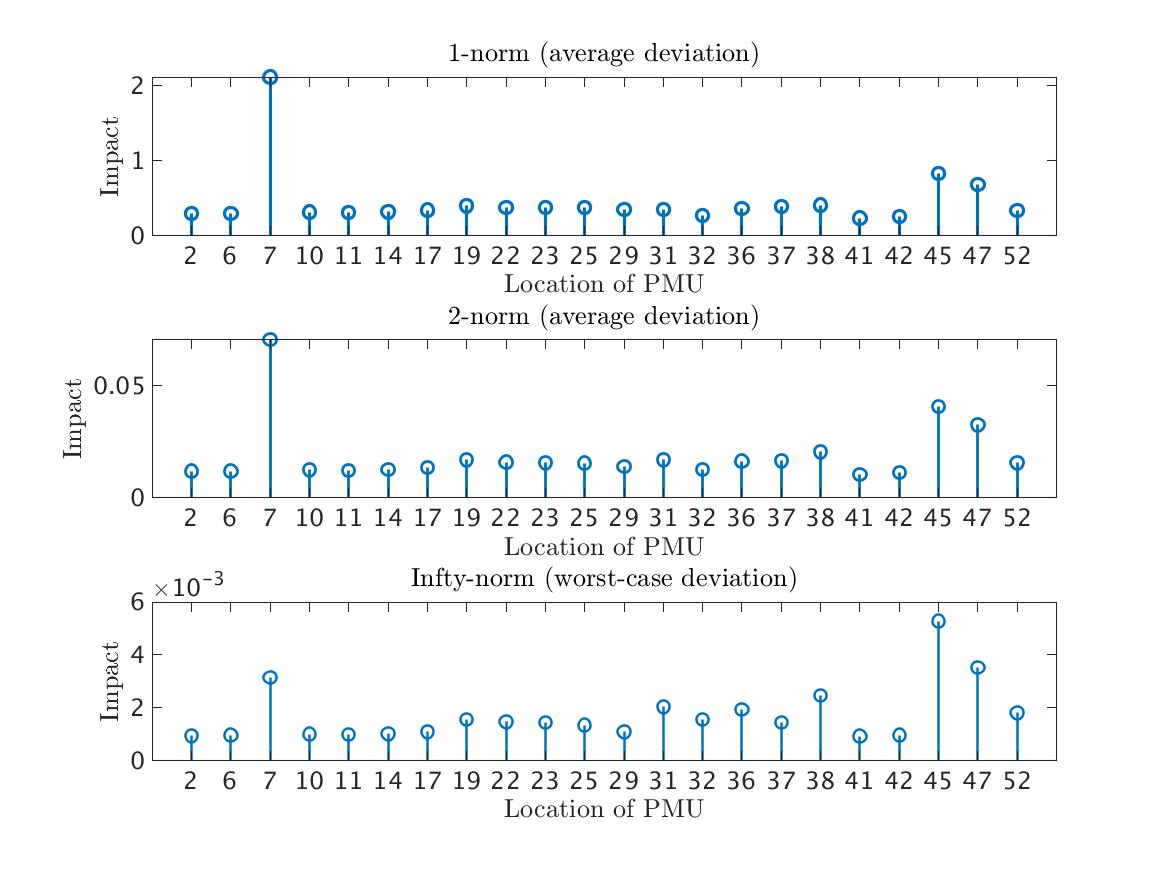 1-norm (average deviation)
2
1
0
Impact
2 6 7 10 11 14 17 19 22 23 25 29 31 32 36 37 38 41 42 45 47 52
Location of PMU
2-norm (average deviation)
0.05
0
Impact
2 6 7 10 11 14 17 19 22 23 25 29 31 32 36 37 38 41 42 45 47 52
Location of PMU
Infty-norm (worst-case deviation)
×10⁻³
6
4
2
0
Impact
2 6 7 10 11 14 17 19 22 23 25 29 31 32 36 37 38 41 42 45 47 52
Location of PMU